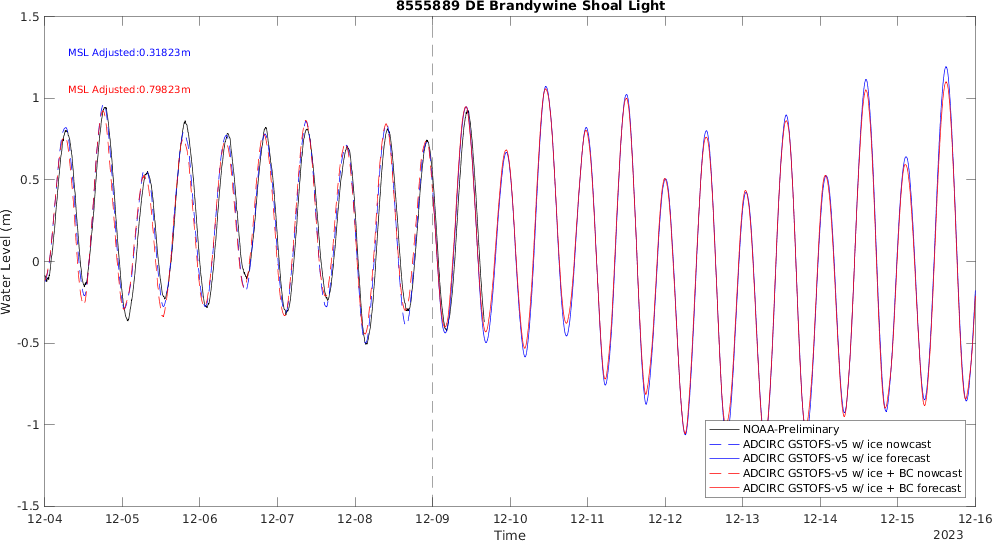 8555889 DE Brandywine Shoal Light
MSL Adjusted:0.31823m
MSL Adjusted:0.79823m
Water Level (m)
1.5
1
0.5
0
-0.5
-1
-1.5
NOAA-Preliminary
ADCIRC GSTOFS-v5 w/ ice nowcast
ADCIRC GSTOFS-v5 w/ ice forecast
ADCIRC GSTOFS-v5 w/ ice + BC nowcast
ADCIRC GSTOFS-v5 w/ ice + BC forecast
12-04 12-05 12-06 12-07 12-08 12-09 12-10 12-11 12-12 12-13 12-14 12-15 12-16
Time
2023